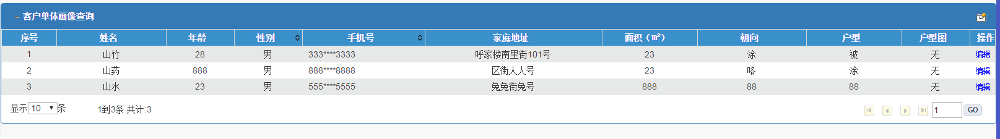 客户单体画像查询
序号 姓名 年龄 性别 手机号 家庭地址 面积（㎡） 朝向 户型 户型图 操作
1 山竹 28 男 333****3333 呼家楼南里街101号 23 涂 被 无 编辑
2 山药 888 男 888****8888 区街人人号 23 咯 涂 无 编辑
3 山水 23 男 555****5555 兔兔街兔号 888 88 88 无 编辑
显示 10 条 1到3条 共计:3 1 GO